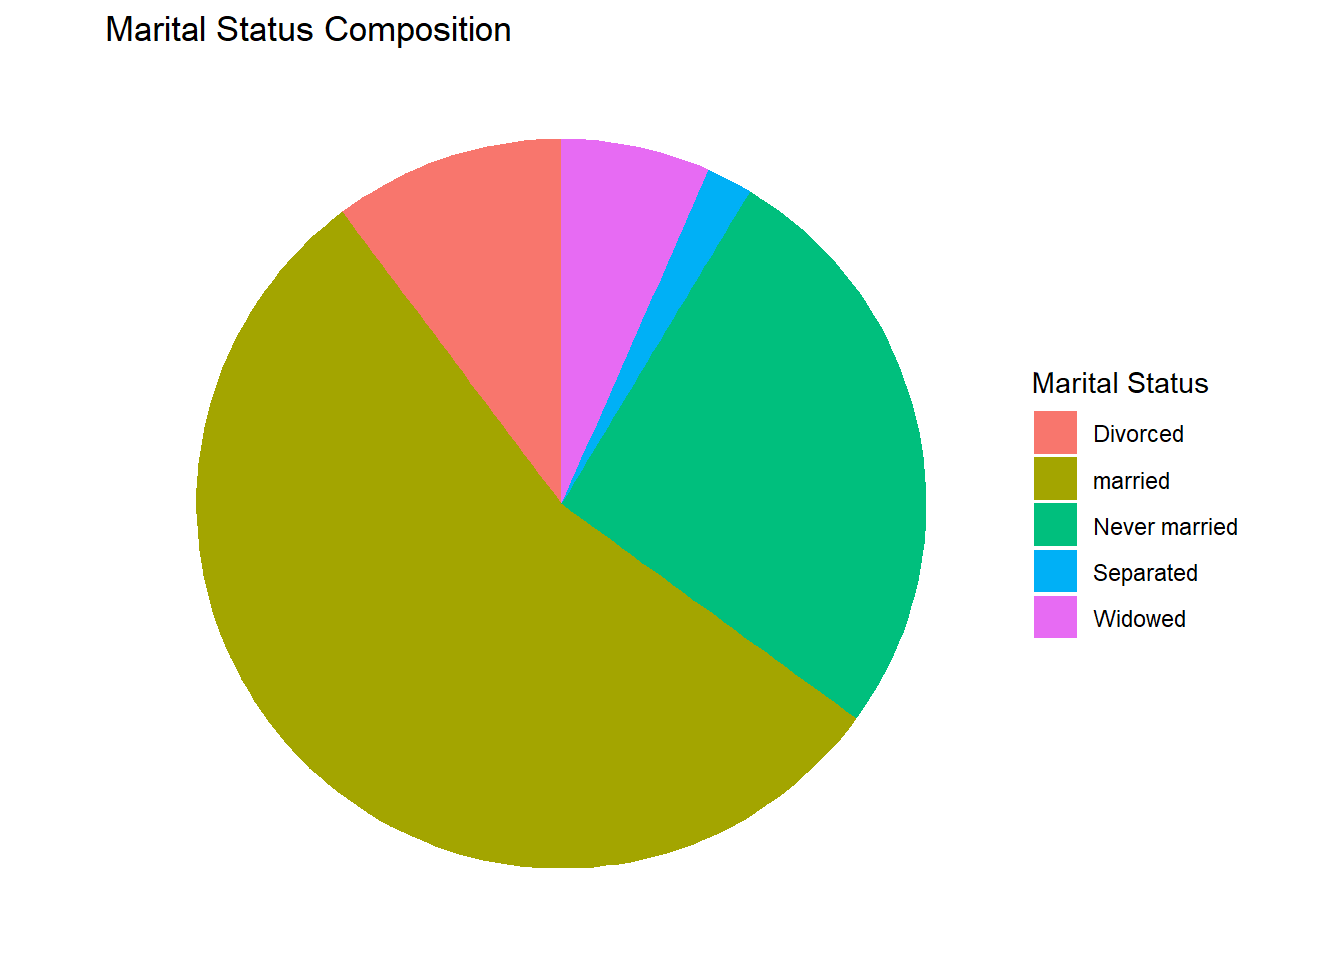 Marital Status Composition
Marital Status
Divorced
married
Never married
Separated
Widowed